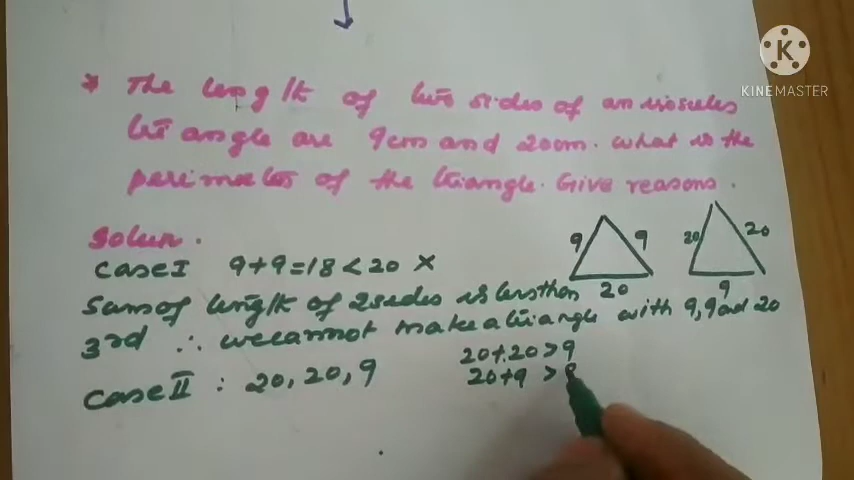 * The length of two sides of an isosceles
triangle are 9cm and 20cm. what is the
perimeter of the triangle. Give reasons.
Solun.
case I 9+9=18<20 ×
Sum of length of 2 sides is less than
3rd ∴ we cannot make a triangle with 9, 9 and 20
case II : 20, 20, 9
20+20>9
20+9 >
9 9
20
20 20
9
K
KINEMASTER